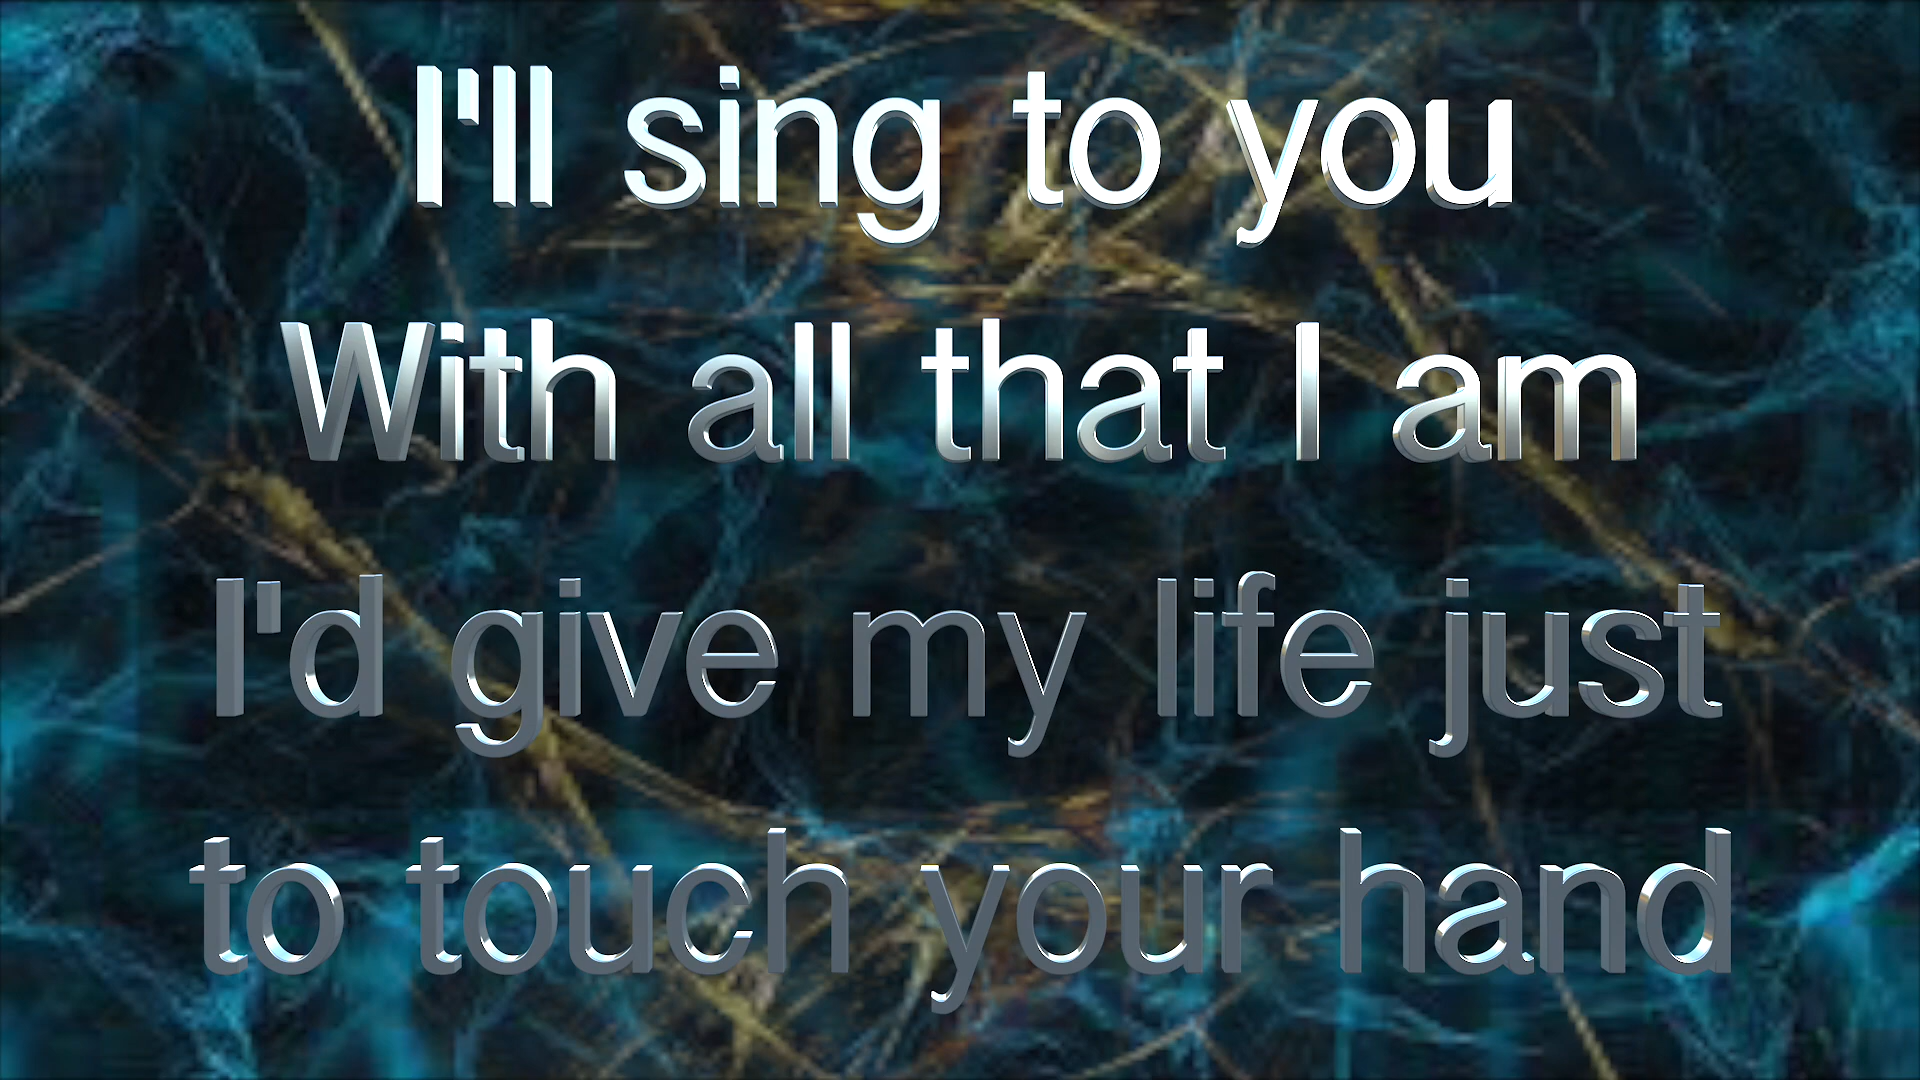 I'll sing to you
With all that I am
I'd give my life just
to touch your hand